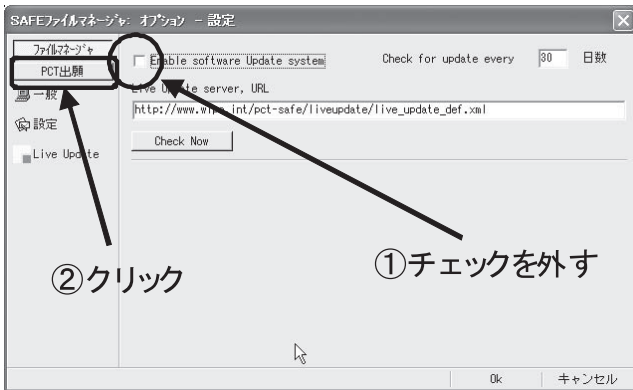 SAFEファイルマネージャ: オプション - 設定
ファイルマネージャ
PCT出願
一般
設定
Live Update
Enable software Update system
Check for update every 30 日数
Live Update server, URL
http://www.wipo.int/pct-safe/liveupdate/live_update_def.xml
Check Now
①チェックを外す
②クリック
Ok
キャンセル